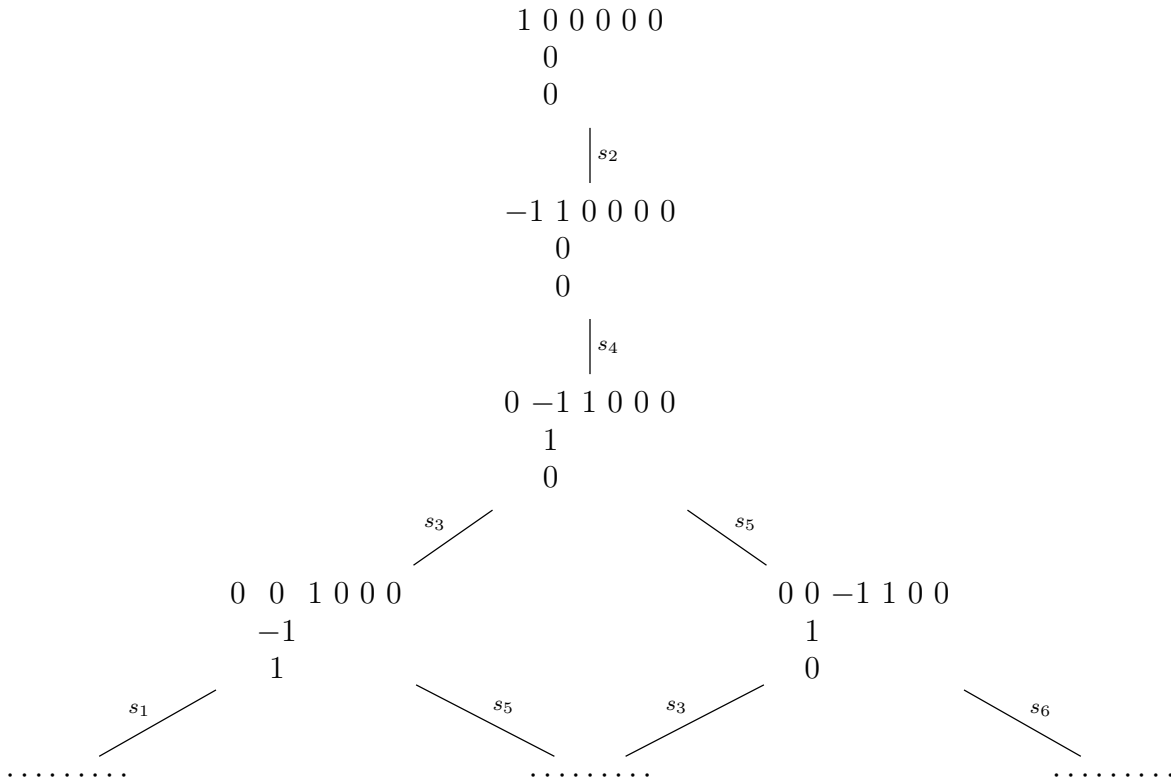 1 0 0 0 0 0
0
0
s₂
−1 1 0 0 0 0
0
0
s₄
0 −1 1 0 0 0
1
0
s₃ s₅
0 0 1 0 0 0 0 0 −1 1 0 0
−1 1
1 0
s₁ s₅ s₃ s₆
......... ......... .........